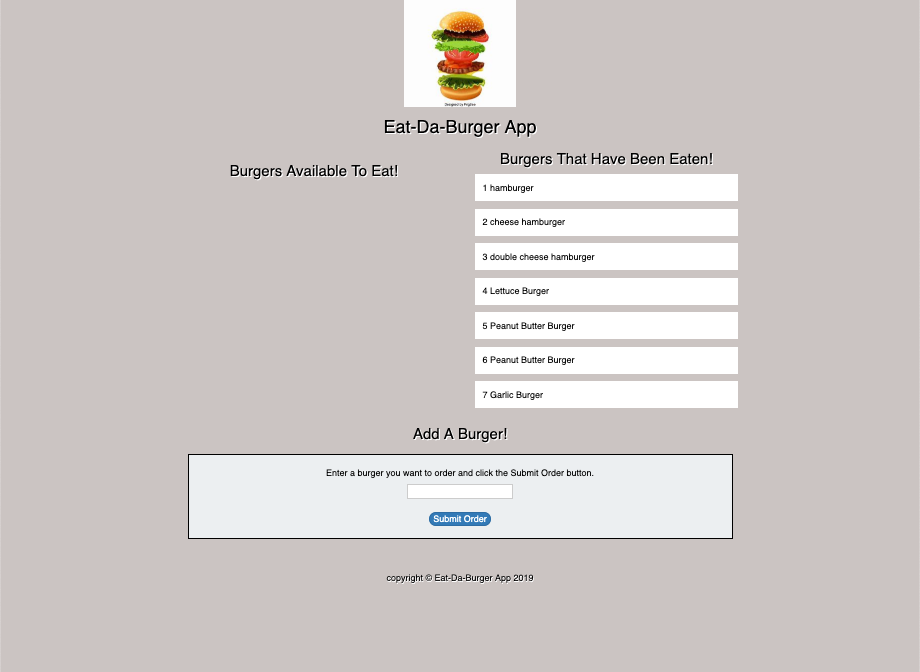 Eat-Da-Burger App
Burgers Available To Eat!
Burgers That Have Been Eaten!
1 hamburger
2 cheese hamburger
3 double cheese hamburger
4 Lettuce Burger
5 Peanut Butter Burger
6 Peanut Butter Burger
7 Garlic Burger
Add A Burger!
Enter a burger you want to order and click the Submit Order button.
Submit Order
copyright © Eat-Da-Burger App 2019